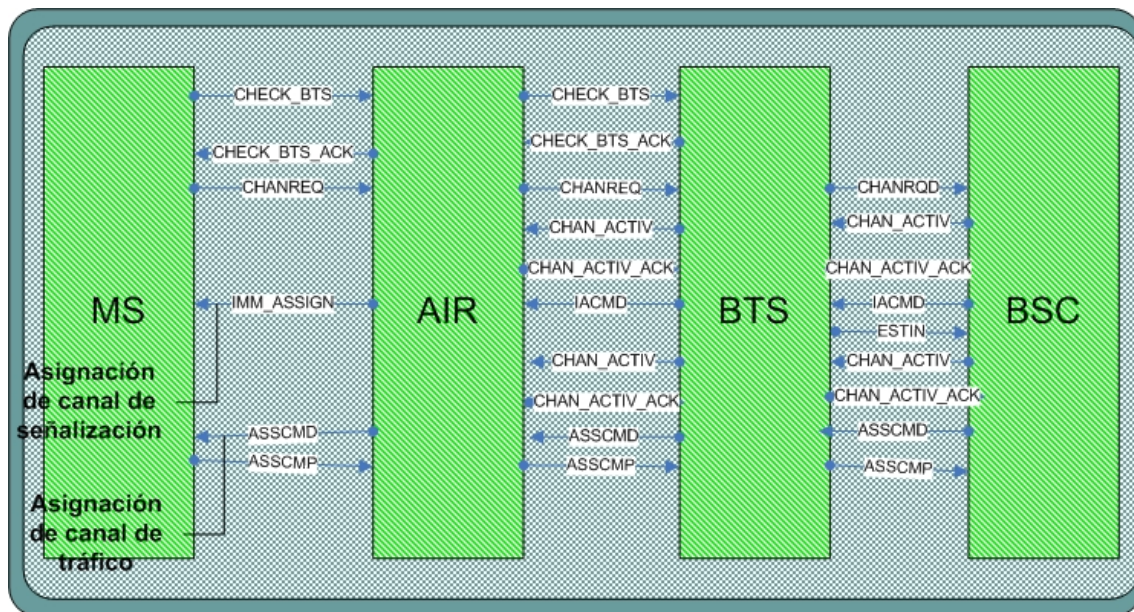 CHECK_BTS
CHECK_BTS
CHECK_BTS_ACK
CHECK_BTS_ACK
CHANREQ
CHANREQ
CHANRQD
CHAN_ACTIV
CHAN_ACTIV
CHAN_ACTIV_ACK
CHAN_ACTIV_ACK
MS
IMM_ASSIGN
AIR
IACMD
BTS
IACMD
BSC
ESTIN
CHAN_ACTIV
CHAN_ACTIV
Asignación
de canal de
señalización
CHAN_ACTIV_ACK
CHAN_ACTIV_ACK
ASSCMD
ASSCMD
ASSCMD
ASSCMP
ASSCMP
ASSCMP
Asignación
de canal de
tráfico